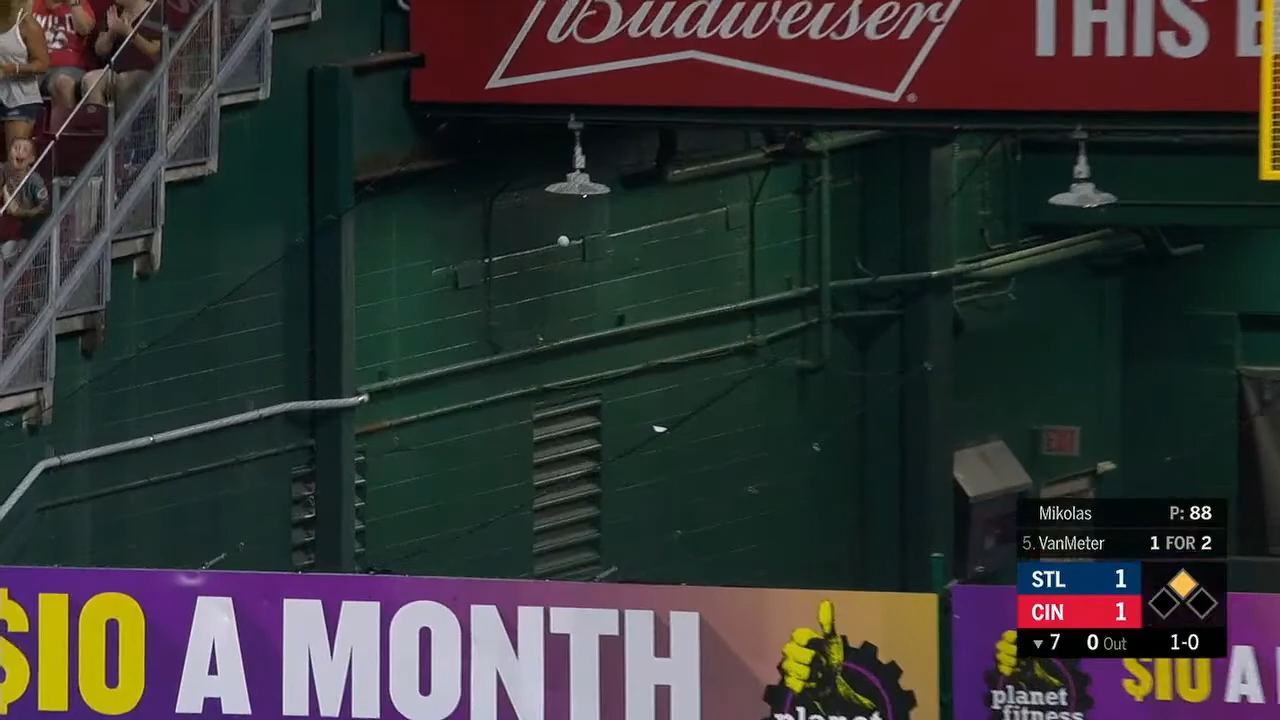 Budweiser
THIS
EXIT
Mikolas P: 88
5. VanMeter 1 FOR 2
STL 1
CIN 1
▼ 7 0 Out 1-0
$10 A MONTH
planet
planet
fitness
$10 A